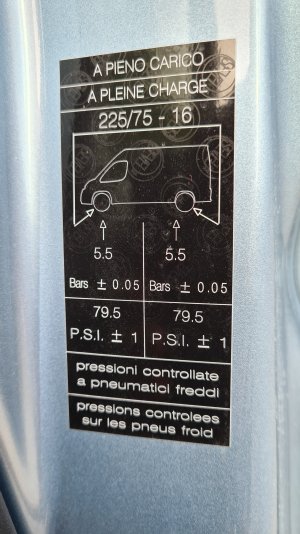 A PIENO CARICO
A PLEINE CHARGE
225/75 - 16
5.5 5.5
Bars ± 0.05 Bars ± 0.05
79.5 79.5
P.S.I. ± 1 P.S.I. ± 1
pressioni controllate
a pneumatici freddi
pressions controlees
sur les pneus froid